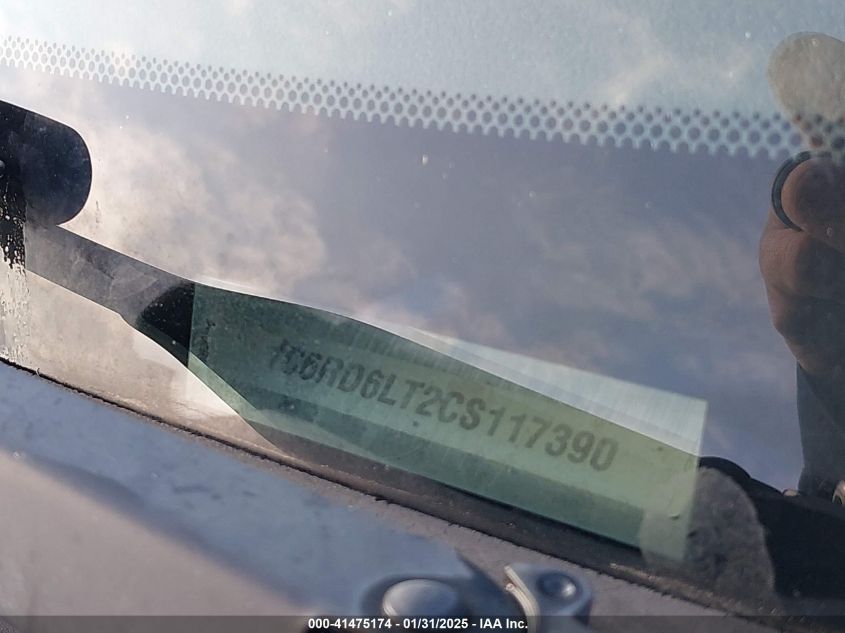 1C6RD6LT2CS117390
000-41475174 - 01/31/2025 - IAA Inc.